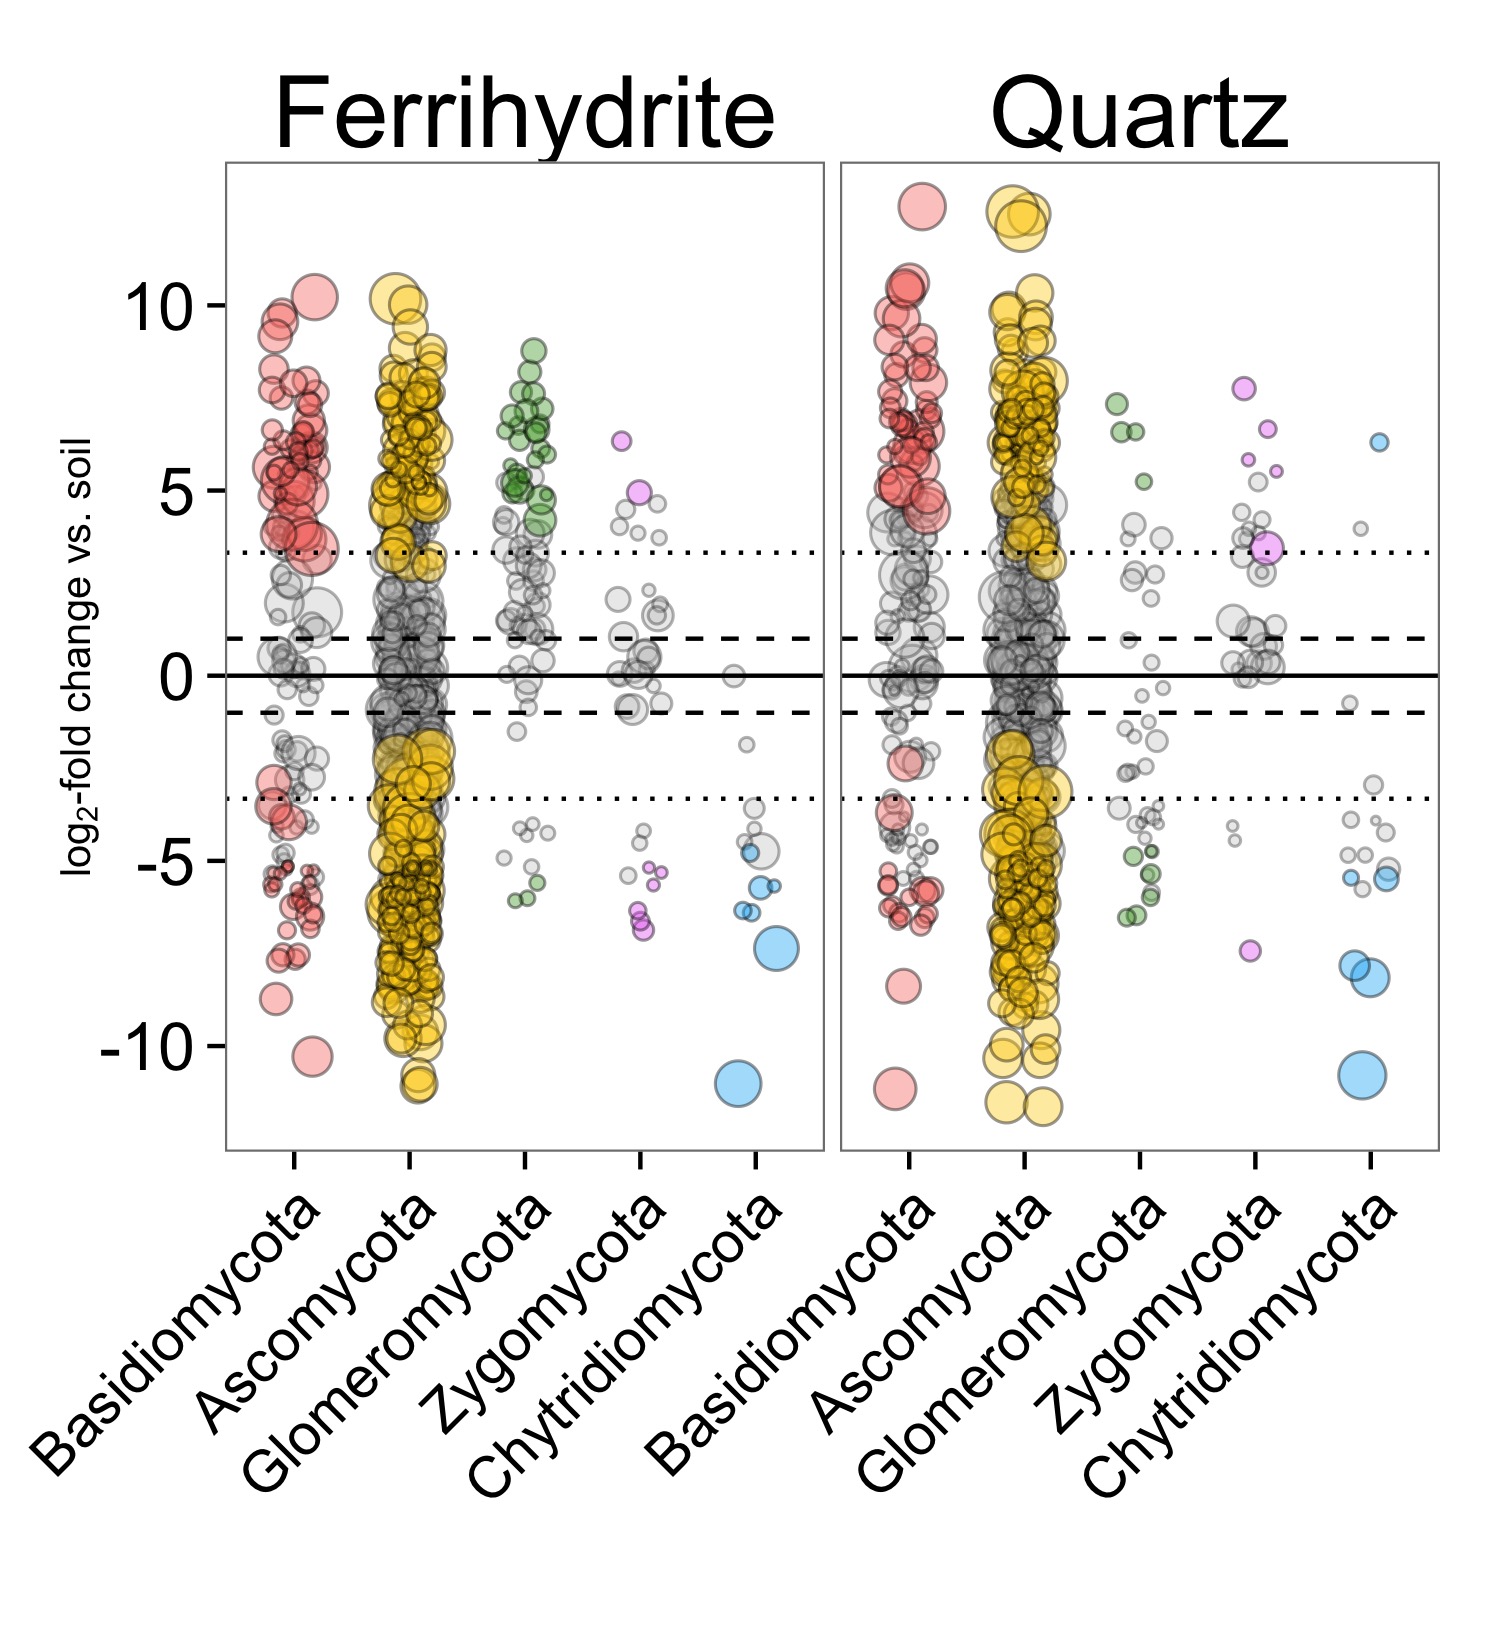 Ferrihydrite Quartz
log2-fold change vs. soil
10
5
0
-5
-10
Basidiomycota
Ascomycota
Glomeromycota
Zygomycota
Chytridiomycota
Basidiomycota
Ascomycota
Glomeromycota
Zygomycota
Chytridiomycota